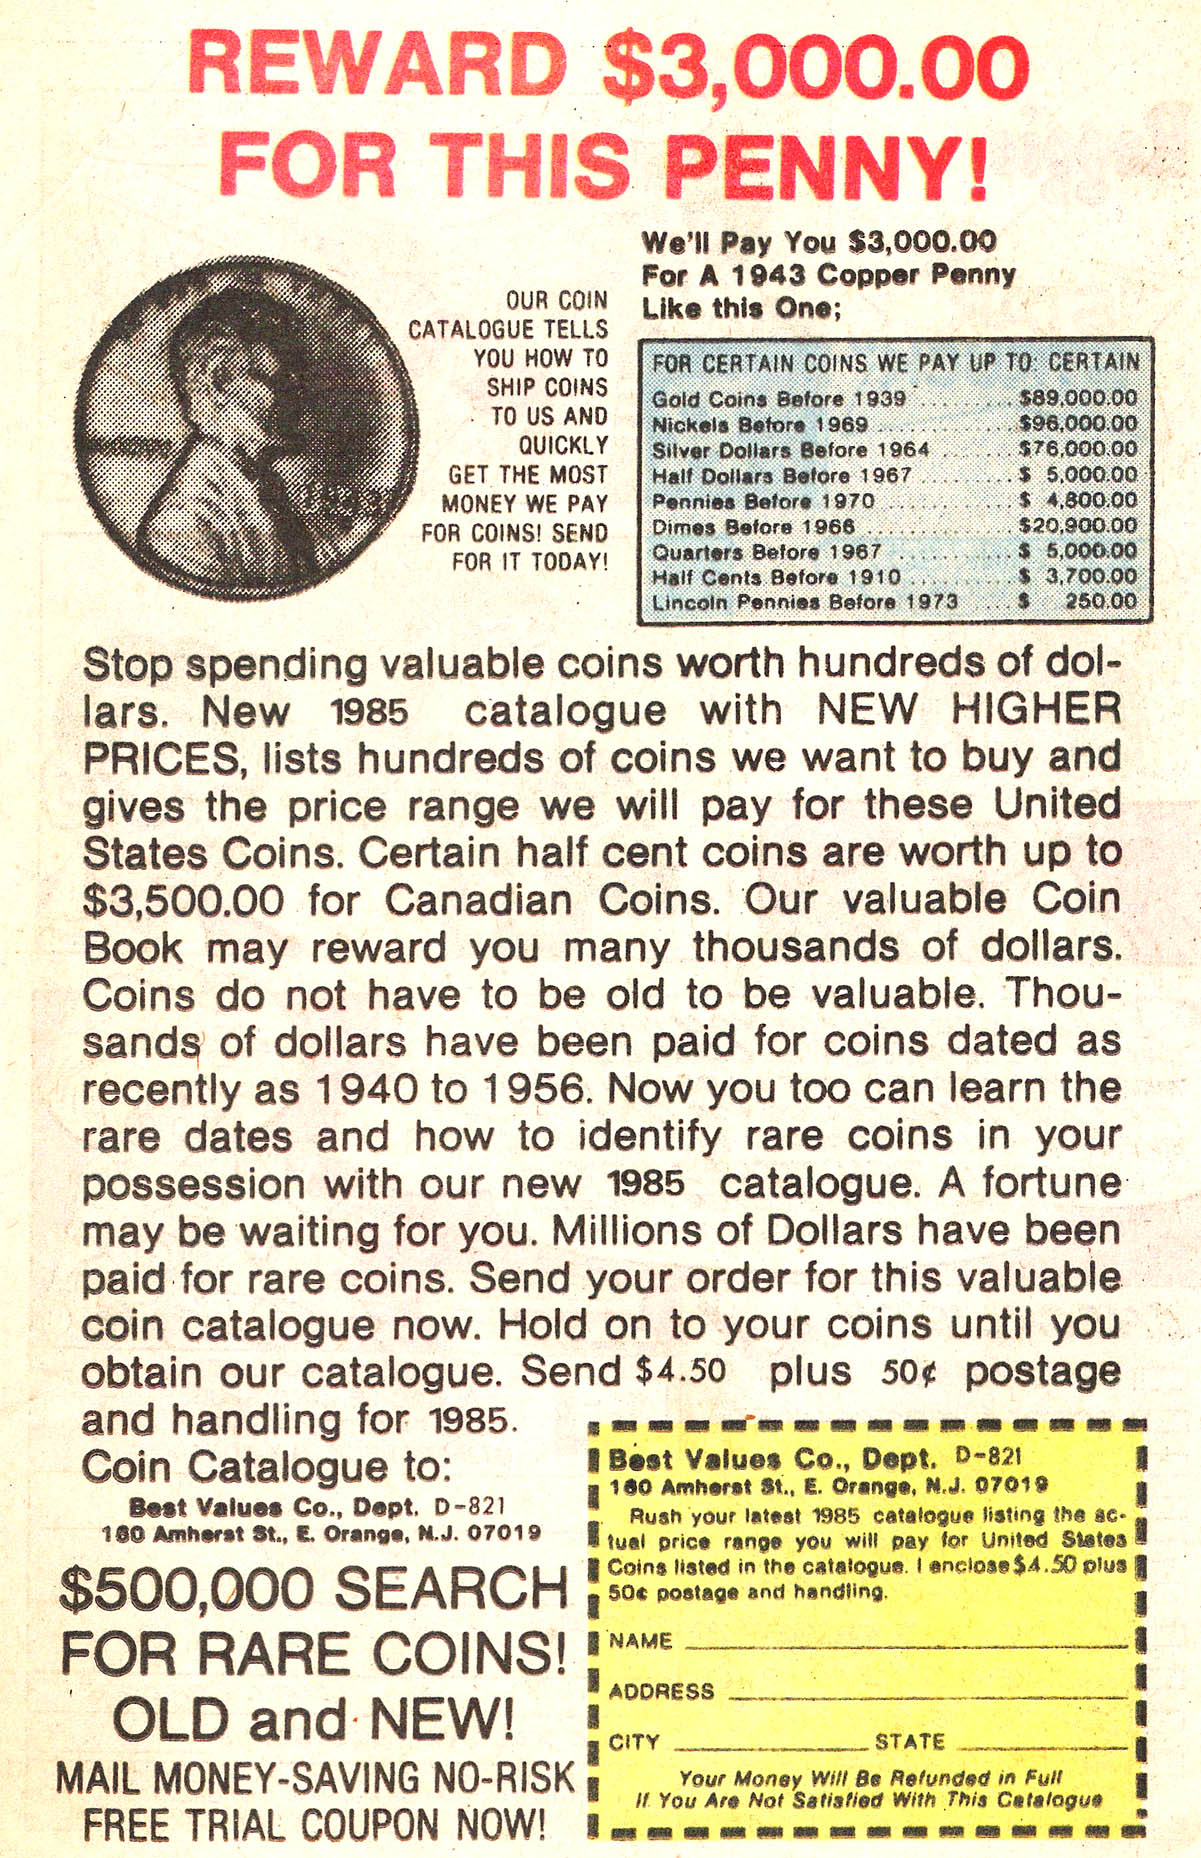 REWARD $3,000.00
FOR THIS PENNY!
OUR COIN
CATALOGUE TELLS
YOU HOW TO
SHIP COINS
TO US AND
QUICKLY
GET THE MOST
MONEY WE PAY
FOR COINS! SEND
FOR IT TODAY!
We'll Pay You $3,000.00
For A 1943 Copper Penny
Like this One;
FOR CERTAIN COINS WE PAY UP TO: CERTAIN
Gold Coins Before 1939 .......... $89,000.00
Nickels Before 1969 .............. $96,000.00
Silver Dollars Before 1964 ....... $76,000.00
Half Dollars Before 1967 .......... $ 5,000.00
Pennies Before 1970 .............. $ 4,800.00
Dimes Before 1966 ............... $20,900.00
Quarters Before 1967 ............ $ 5,000.00
Half Cents Before 1910 .......... $ 3,700.00
Lincoln Pennies Before 1973 .... $ 250.00
Stop spending valuable coins worth hundreds of dol-
lars. New 1985 catalogue with NEW HIGHER
PRICES, lists hundreds of coins we want to buy and
gives the price range we will pay for these United
States Coins. Certain half cent coins are worth up to
$3,500.00 for Canadian Coins. Our valuable Coin
Book may reward you many thousands of dollars.
Coins do not have to be old to be valuable. Thou-
sands of dollars have been paid for coins dated as
recently as 1940 to 1956. Now you too can learn the
rare dates and how to identify rare coins in your
possession with our new 1985 catalogue. A fortune
may be waiting for you. Millions of Dollars have been
paid for rare coins. Send your order for this valuable
coin catalogue now. Hold on to your coins until you
obtain our catalogue. Send $4.50 plus 50¢ postage
and handling for 1985.
Coin Catalogue to:
Best Values Co., Dept. D-821
180 Amherst St., E. Orange, N.J. 07019
$500,000 SEARCH
FOR RARE COINS!
OLD and NEW!
MAIL MONEY-SAVING NO-RISK
FREE TRIAL COUPON NOW!
Best Values Co., Dept. D-821
180 Amherst St., E. Orange, N.J. 07019
Rush your latest 1985 catalogue listing the ac-
tual price range you will pay for United States
Coins listed in the catalogue. I enclose $4.50 plus
50¢ postage and handling.
NAME
ADDRESS
CITY STATE
Your Money Will Be Refunded in Full
If You Are Not Satisfied With This Catalogue